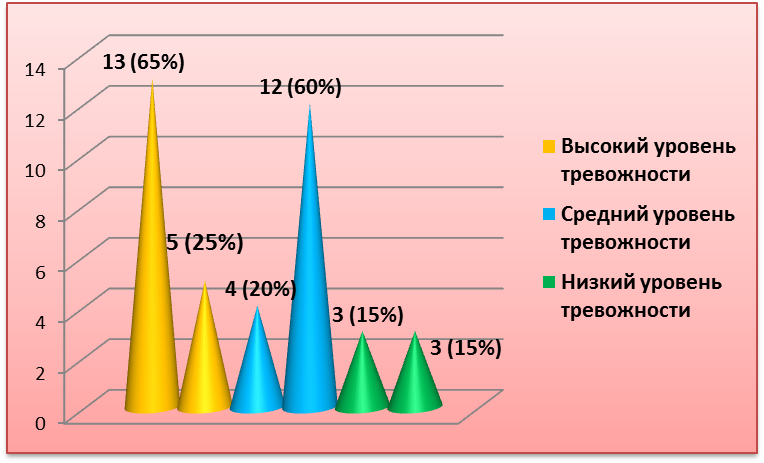 14
12
10
8
6
4
2
0
13 (65%)
5 (25%)
4 (20%)
12 (60%)
3 (15%)
3 (15%)
Высокий уровень
тревожности
Средний уровень
тревожности
Низкий уровень
тревожности